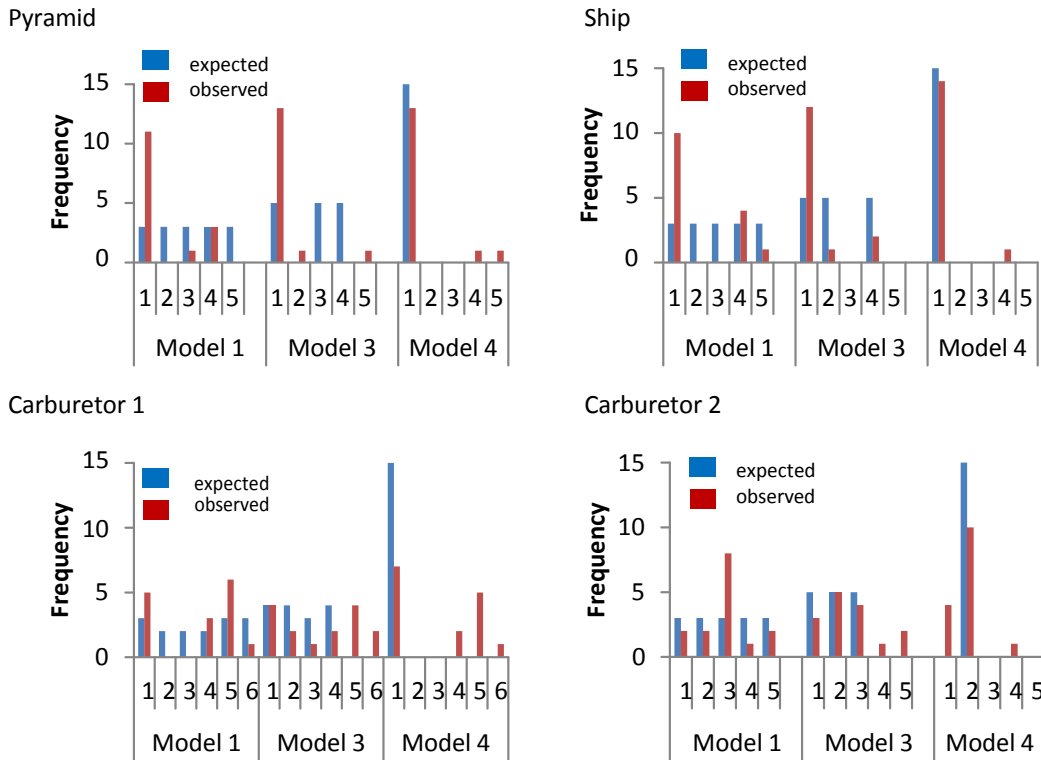 Pyramid
expected
observed
15
10
5
0
Frequency
1 2 3 4 5 1 2 3 4 5 1 2 3 4 5
Model 1 Model 3 Model 4
Ship
expected
observed
15
10
5
0
Frequency
1 2 3 4 5 1 2 3 4 5 1 2 3 4 5
Model 1 Model 3 Model 4
Carburetor 1
expected
observed
15
10
5
0
Frequency
1 2 3 4 5 6 1 2 3 4 5 6 1 2 3 4 5 6
Model 1 Model 3 Model 4
Carburetor 2
expected
observed
15
10
5
0
Frequency
1 2 3 4 5 1 2 3 4 5 1 2 3 4 5
Model 1 Model 3 Model 4